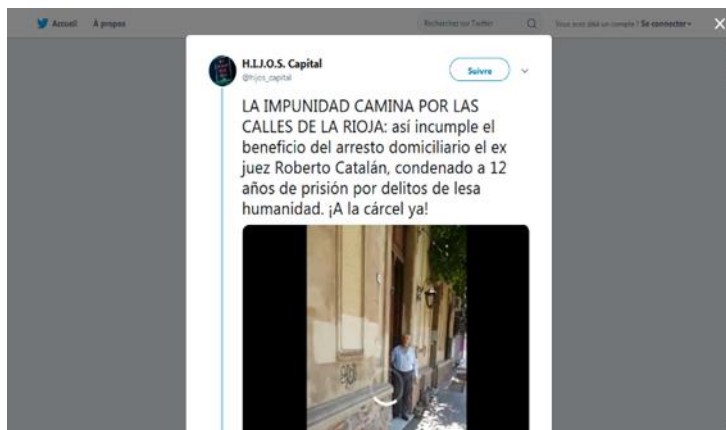 Accueil À propos Recherchez sur Twitter Vous avez déjà un compte ? Se connecter
H.I.J.O.S. Capital
@hijos_capital
Suivre
LA IMPUNIDAD CAMINA POR LAS
CALLES DE LA RIOJA: así incumple el
beneficio del arresto domiciliario el ex
juez Roberto Catalán, condenado a 12
años de prisión por delitos de lesa
humanidad. ¡A la cárcel ya!